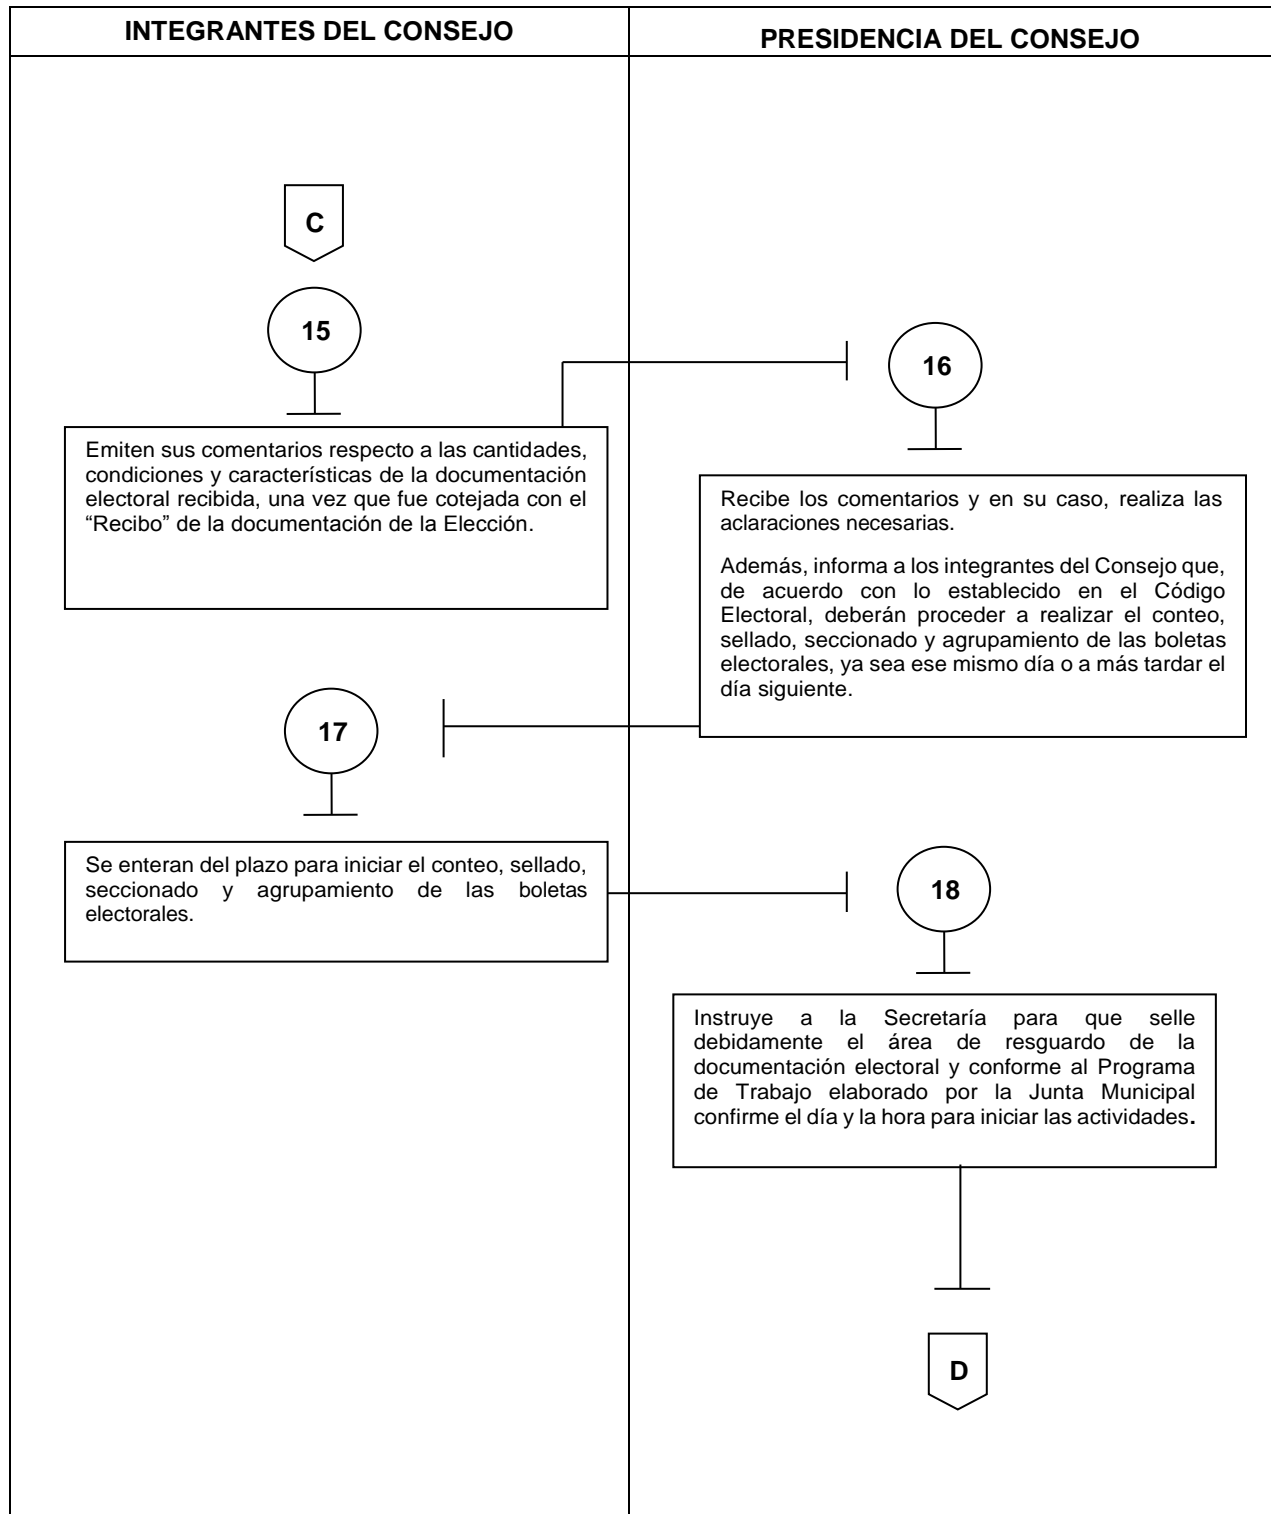 INTEGRANTES DEL CONSEJO
PRESIDENCIA DEL CONSEJO
C
15
Emiten sus comentarios respecto a las cantidades,
condiciones y características de la documentación
electoral recibida, una vez que fue cotejada con el
“Recibo” de la documentación de la Elección.
16
Recibe los comentarios y en su caso, realiza las
aclaraciones necesarias.
Además, informa a los integrantes del Consejo que,
de acuerdo con lo establecido en el Código
Electoral, deberán proceder a realizar el conteo,
sellado, seccionado y agrupamiento de las boletas
electorales, ya sea ese mismo día o a más tardar el
día siguiente.
17
Se enteran del plazo para iniciar el conteo, sellado,
seccionado y agrupamiento de las boletas
electorales.
18
Instruye a la Secretaría para que selle
debidamente el área de resguardo de la
documentación electoral y conforme al Programa
de Trabajo elaborado por la Junta Municipal
confirme el día y la hora para iniciar las actividades.
D